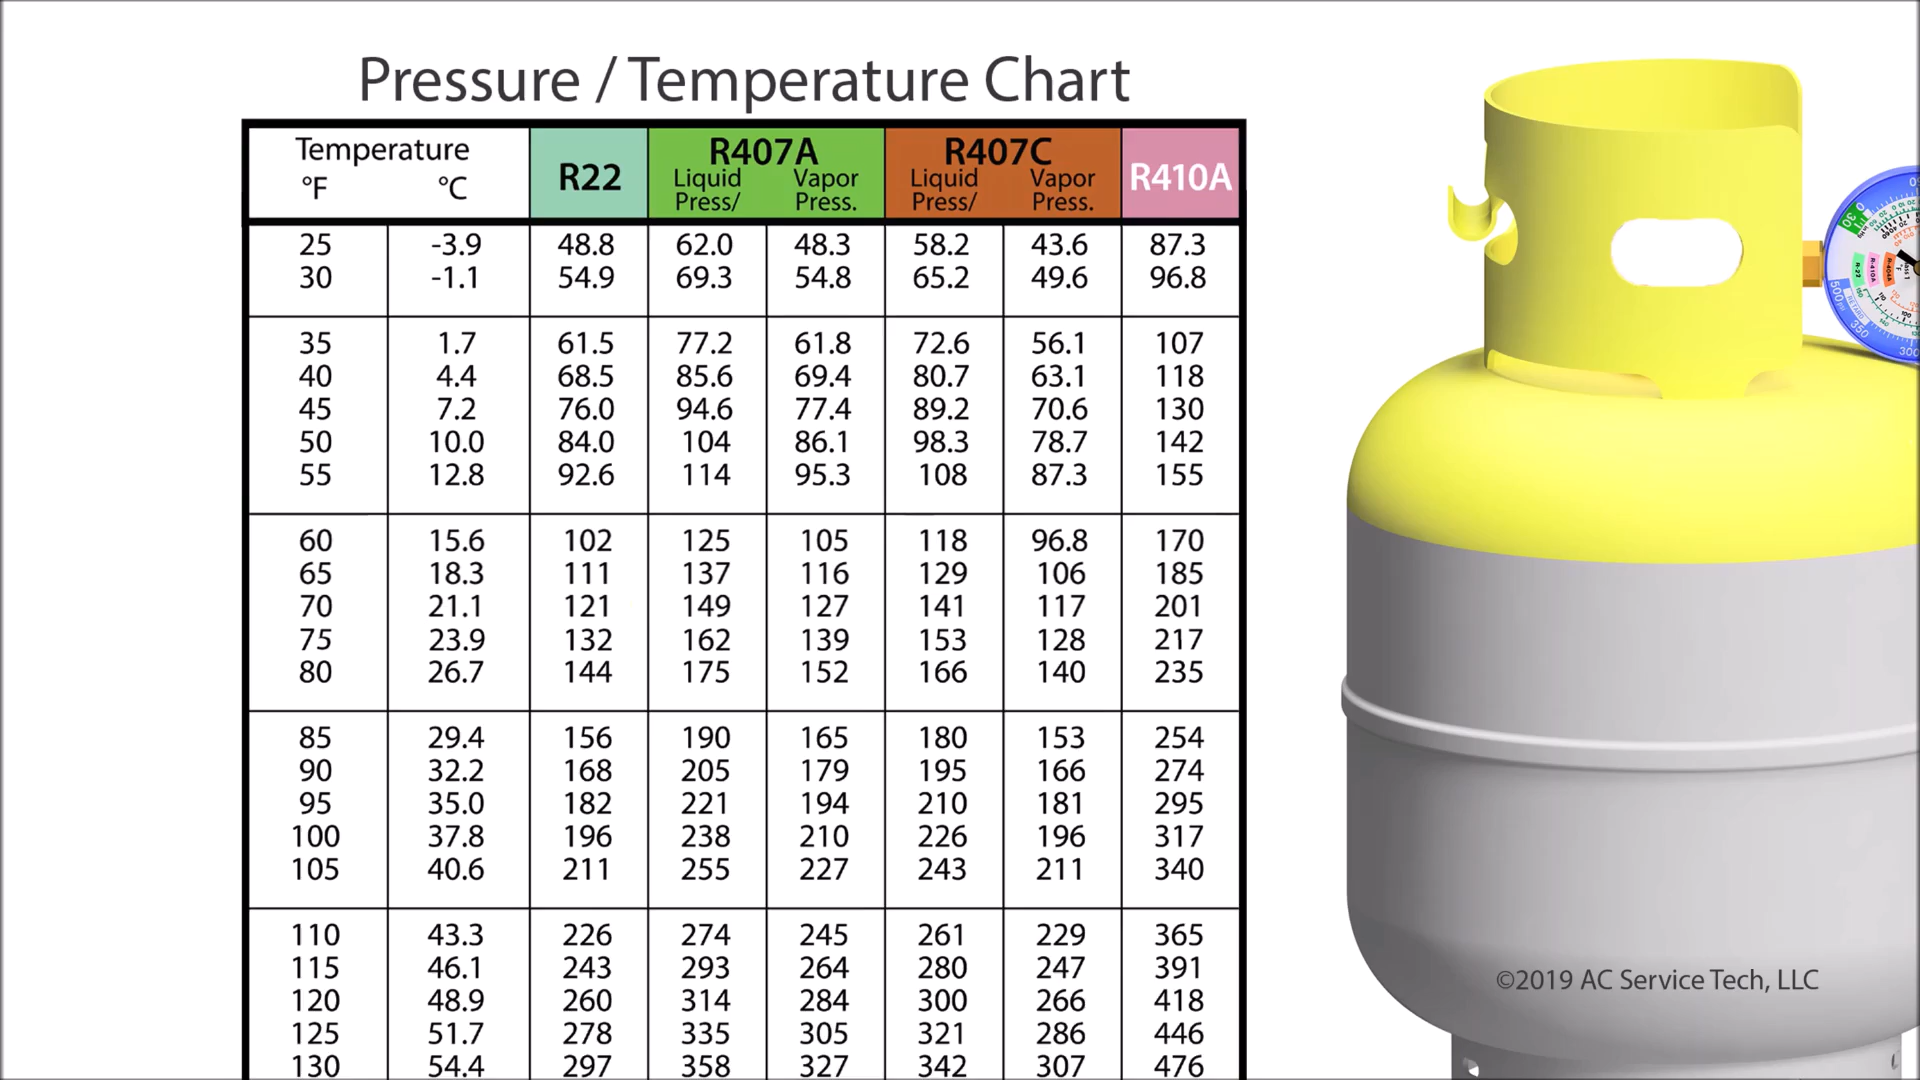 Pressure / Temperature Chart
Temperature R22 R407A R407C R410A
°F °C Liquid Press/ Vapor Press. Liquid Press/ Vapor Press.
25 -3.9 48.8 62.0 48.3 58.2 43.6 87.3
30 -1.1 54.9 69.3 54.8 65.2 49.6 96.8
35 1.7 61.5 77.2 61.8 72.6 56.1 107
40 4.4 68.5 85.6 69.4 80.7 63.1 118
45 7.2 76.0 94.6 77.4 89.2 70.6 130
50 10.0 84.0 104 86.1 98.3 78.7 142
55 12.8 92.6 114 95.3 108 87.3 155
60 15.6 102 125 105 118 96.8 170
65 18.3 111 137 116 129 106 185
70 21.1 121 149 127 141 117 201
75 23.9 132 162 139 153 128 217
80 26.7 144 175 152 166 140 235
85 29.4 156 190 165 180 153 254
90 32.2 168 205 179 195 166 274
95 35.0 182 221 194 210 181 295
100 37.8 196 238 210 226 196 317
105 40.6 211 255 227 243 211 340
110 43.3 226 274 245 261 229 365
115 46.1 243 293 264 280 247 391
120 48.9 260 314 284 300 266 418
125 51.7 278 335 305 321 286 446
130 54.4 297 358 327 342 307 476
©2019 AC Service Tech, LLC